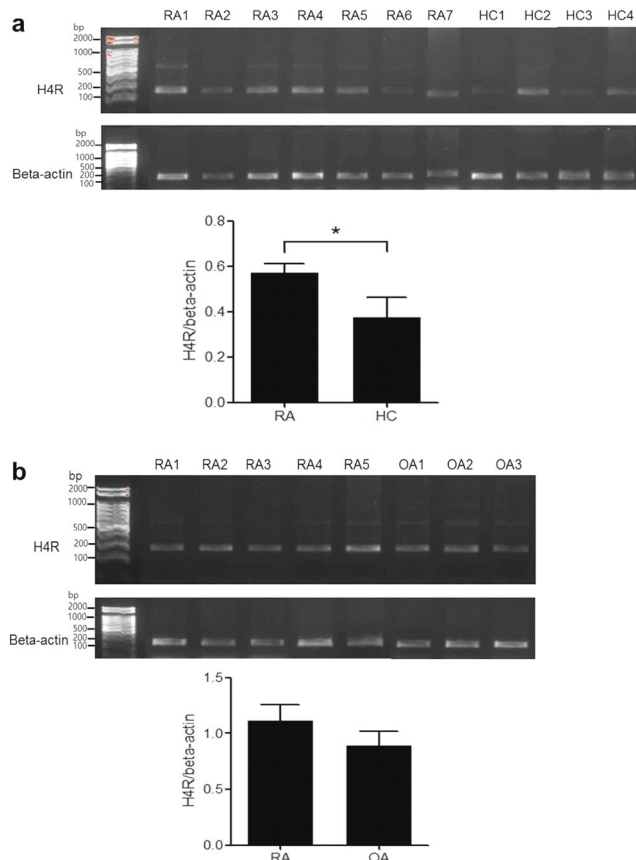 a
RA1 RA2 RA3 RA4 RA5 RA6 RA7 HC1 HC2 HC3 HC4
bp
2000
1000
500
200
100
H4R
bp
2000
1000
500
200
100
Beta-actin
*
0.8
0.6
0.4
0.2
0.0
H4R/beta-actin
RA HC
b
RA1 RA2 RA3 RA4 RA5 OA1 OA2 OA3
bp
2000
1000
500
200
100
H4R
bp
2000
1000
500
200
100
Beta-actin
1.5
1.0
0.5
0.0
H4R/beta-actin
RA OA